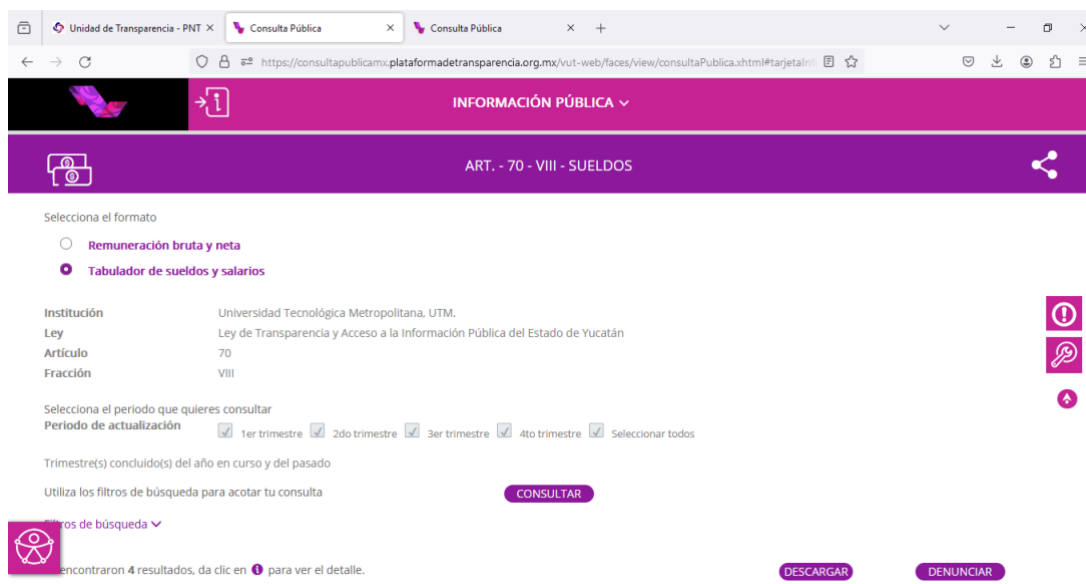 Unidad de Transparencia - PNT
Consulta Pública
Consulta Pública
https://consultapublicamx.plataformadetransparencia.org.mx/vut-web/faces/view/consultaPublica.xhtml#tarjetaIn
INFORMACIÓN PÚBLICA
ART. - 70 - VIII - SUELDOS
Selecciona el formato
Remuneración bruta y neta
Tabulador de sueldos y salarios
Institución Universidad Tecnológica Metropolitana, UTM.
Ley Ley de Transparencia y Acceso a la Información Pública del Estado de Yucatán
Artículo 70
Fracción VIII
Selecciona el periodo que quieres consultar
Periodo de actualización 1er trimestre 2do trimestre 3er trimestre 4to trimestre Seleccionar todos
Trimestre(s) concluido(s) del año en curso y del pasado
Utiliza los filtros de búsqueda para acotar tu consulta CONSULTAR
ros de búsqueda
encontraron 4 resultados, da clic en i para ver el detalle. DESCARGAR DENUNCIAR